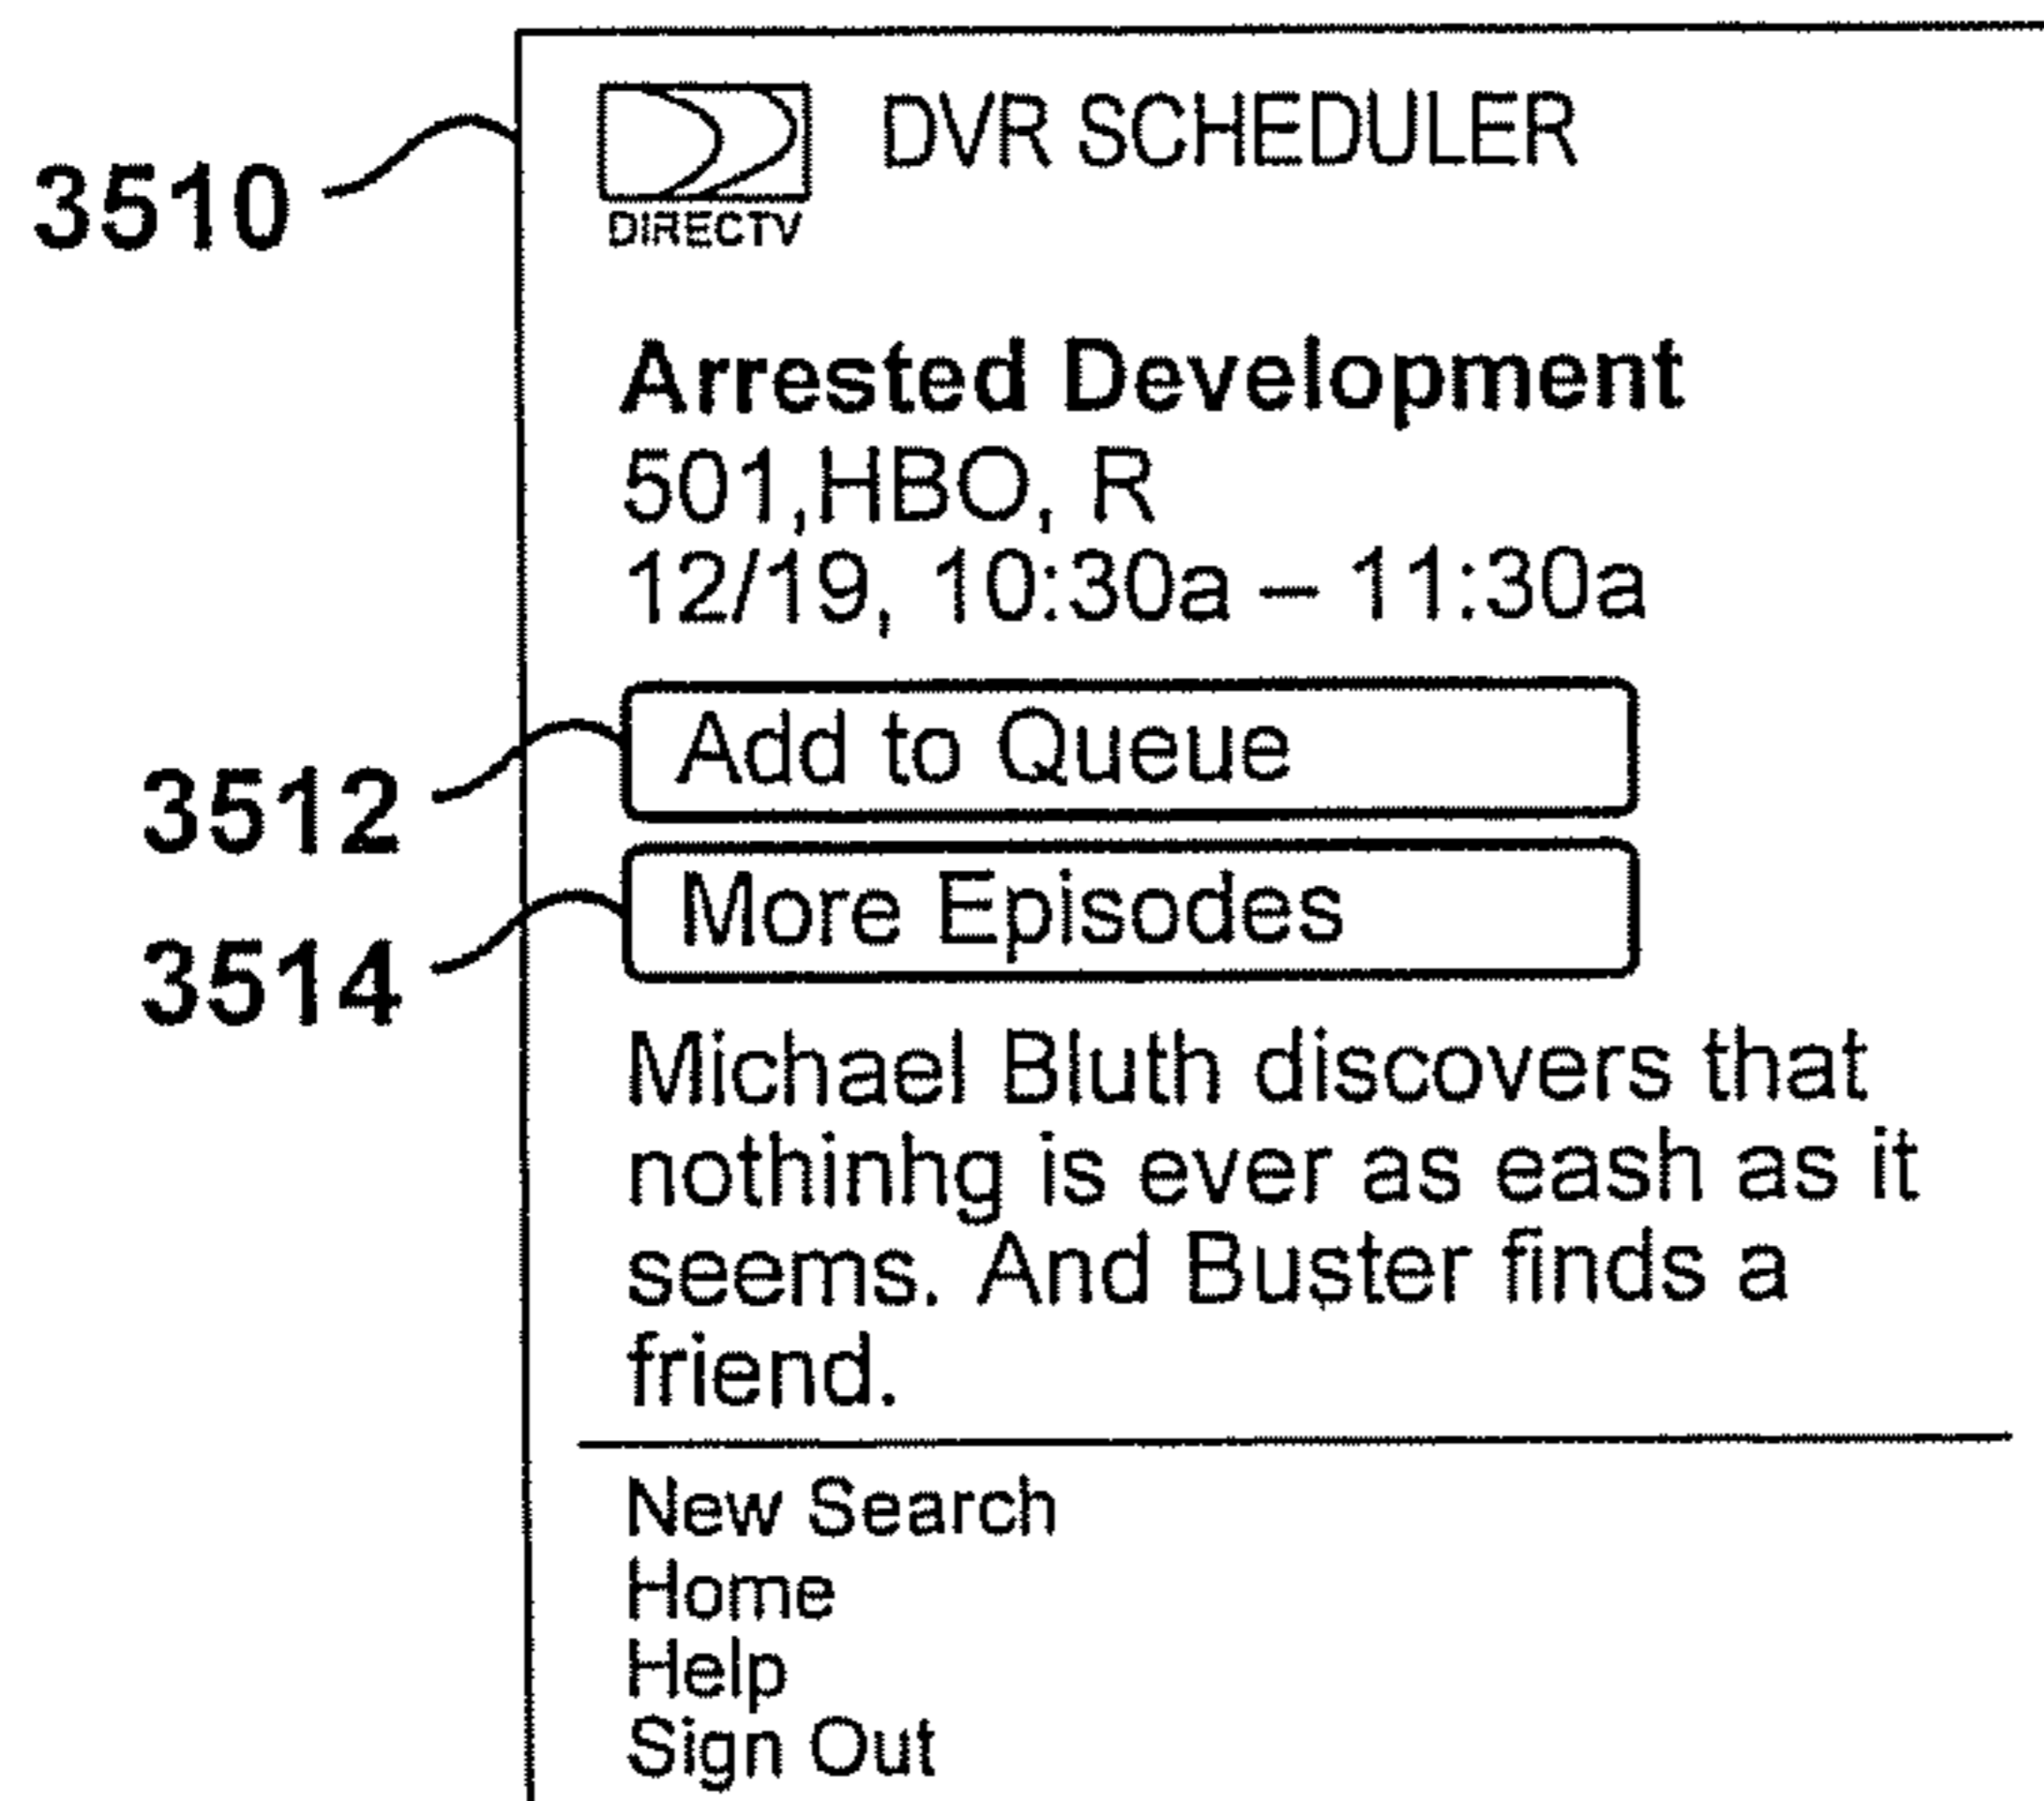 3510
DVR SCHEDULER
DIRECTV
Arrested Development
501,HBO, R
12/19, 10:30a – 11:30a
3512
Add to Queue
3514
More Episodes
Michael Bluth discovers that
nothinhg is ever as eash as it
seems. And Buster finds a
friend.
New Search
Home
Help
Sign Out